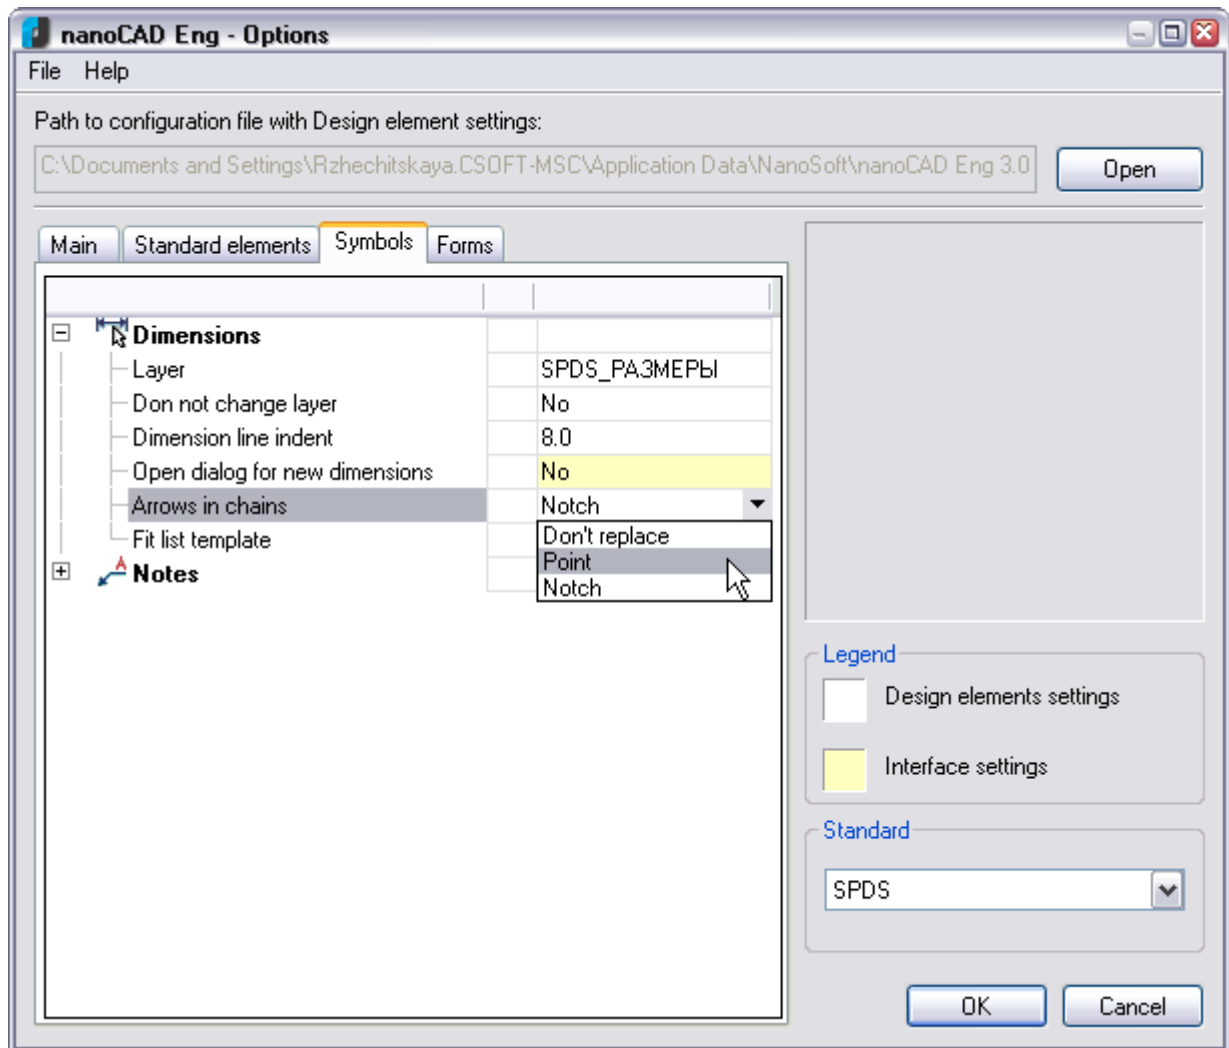 nanoCAD Eng - Options
File Help
Path to configuration file with Design element settings:
C:\Documents and Settings\Rzhechitskaya.CSOFT-MSC\Application Data\NanoSoft\nanoCAD Eng 3.0
Open
Main Standard elements Symbols Forms
Dimensions
Layer SPDS_РАЗМЕРЫ
Don not change layer No
Dimension line indent 8.0
Open dialog for new dimensions No
Arrows in chains Notch
Fit list template Don't replace
Point
Notes Notch
Legend
Design elements settings
Interface settings
Standard
SPDS
OK Cancel